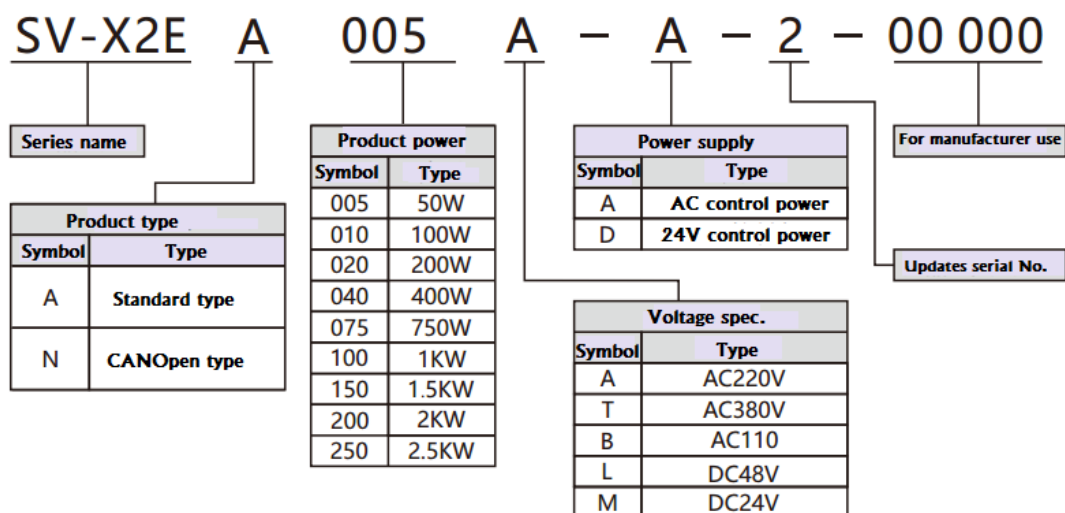 SV-X2E A 005 A - A - 2 - 00 000
Series name
Product type
Symbol Type
A Standard type
N CANOpen type
Product power
Symbol Type
005 50W
010 100W
020 200W
040 400W
075 750W
100 1KW
150 1.5KW
200 2KW
250 2.5KW
Power supply
Symbol Type
A AC control power
D 24V control power
Voltage spec.
Symbol Type
A AC220V
T AC380V
B AC110
L DC48V
M DC24V
For manufacturer use
Updates serial No.